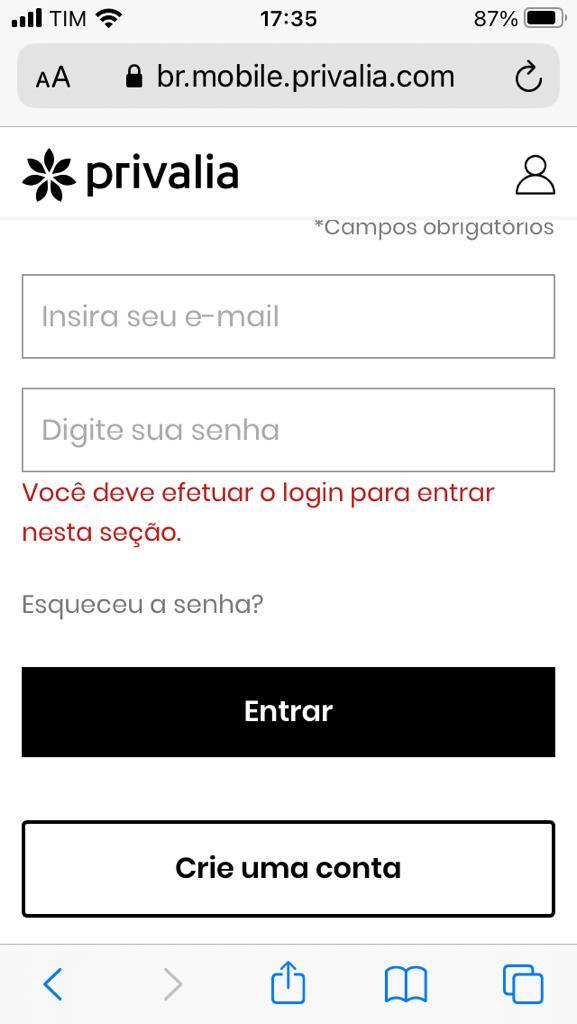 TIM 17:35 87%
AA br.mobile.privalia.com
privalia
*Campos obrigatórios
Insira seu e-mail
Digite sua senha
Você deve efetuar o login para entrar
nesta seção.
Esqueceu a senha?
Entrar
Crie uma conta